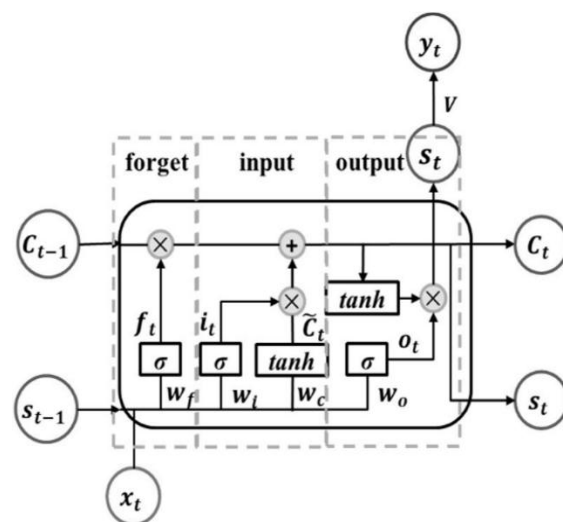 y_t
V
s_t
forget input output
C_{t-1} × + C_t
f_t i_t × C̃_t tanh × o_t
σ σ tanh σ
s_{t-1} w_f w_i w_c w_o s_t
x_t